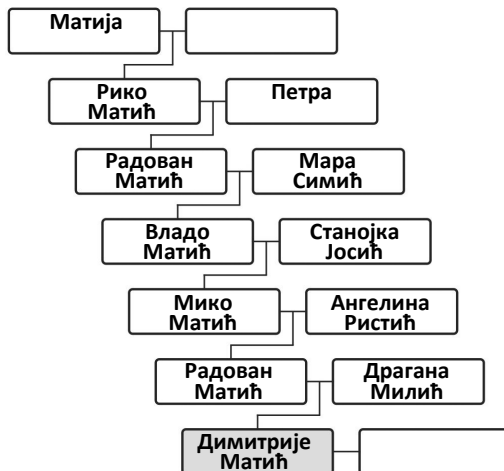 Матија
Рико
Матић
Петра
Радован
Матић
Мара
Симић
Владо
Матић
Станојка
Јосић
Мико
Матић
Ангелина
Ристић
Радован
Матић
Драгана
Милић
Димитрије
Матић